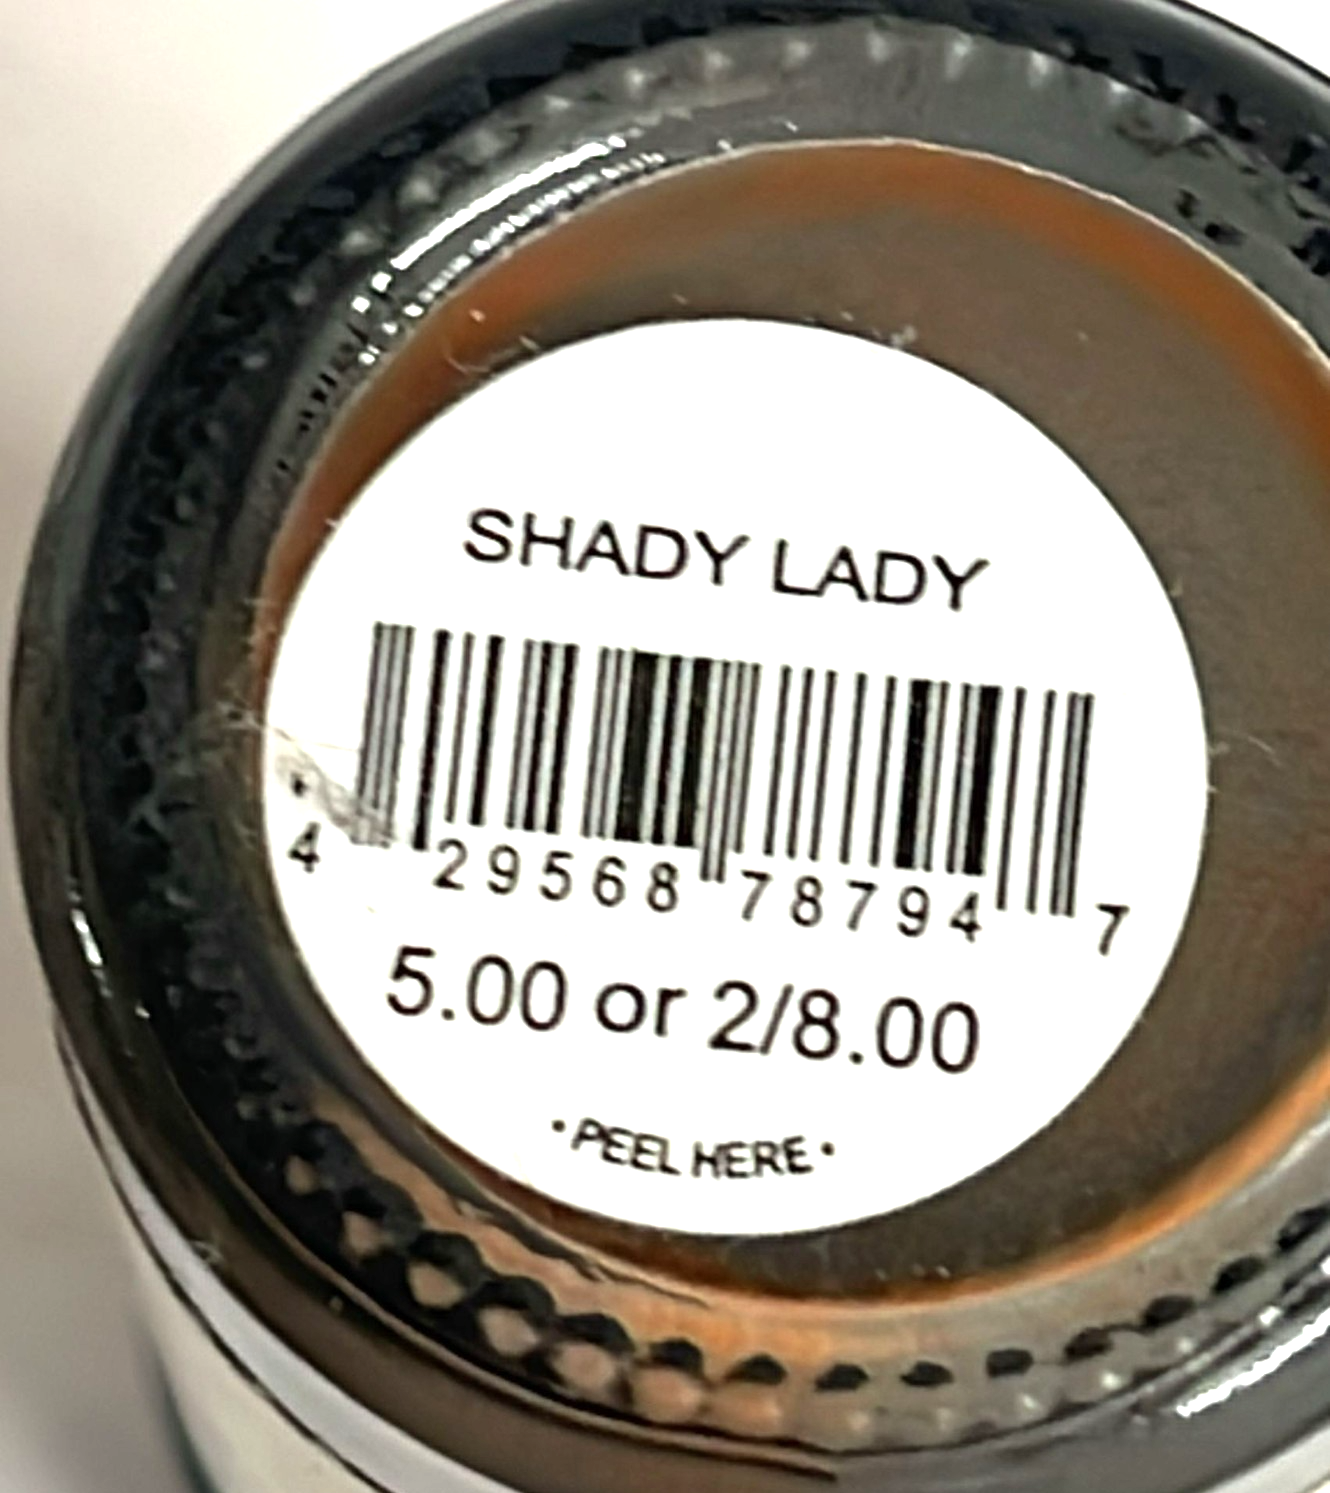 SHADY LADY
4 29568 78794 7
5.00 or 2/8.00
• PEEL HERE •